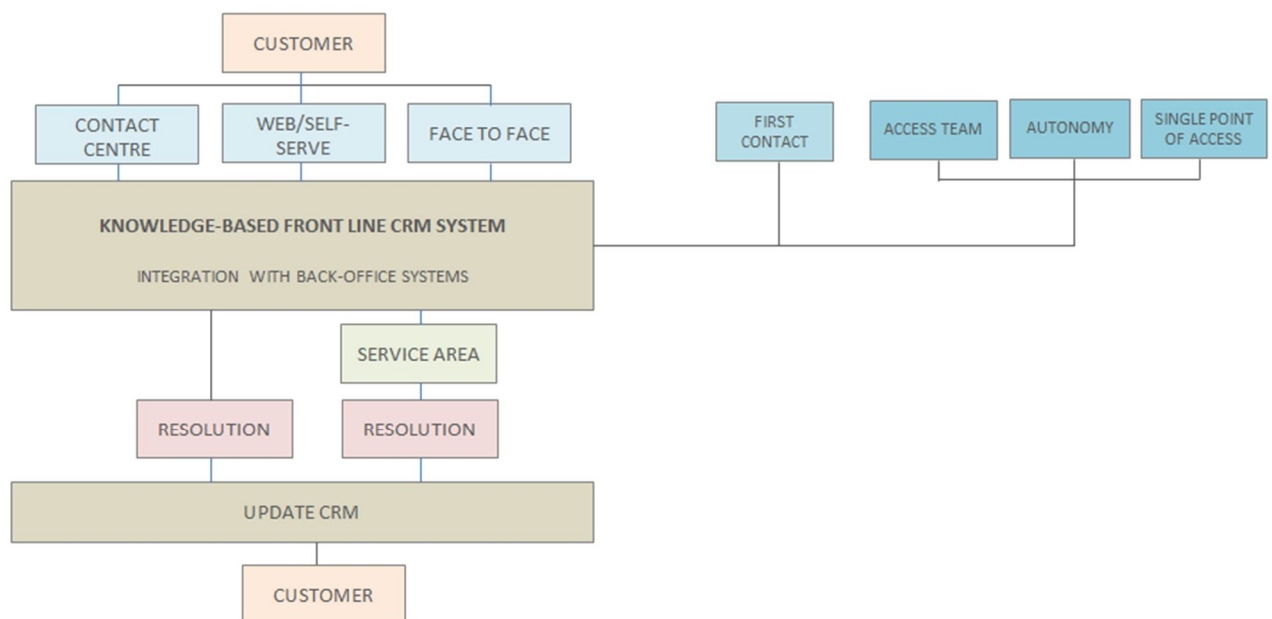 CUSTOMER
CONTACT
CENTRE
WEB/SELF-
SERVE
FACE TO FACE
FIRST
CONTACT
ACCESS TEAM
AUTONOMY
SINGLE POINT
OF ACCESS
KNOWLEDGE-BASED FRONT LINE CRM SYSTEM
INTEGRATION WITH BACK-OFFICE SYSTEMS
SERVICE AREA
RESOLUTION
RESOLUTION
UPDATE CRM
CUSTOMER